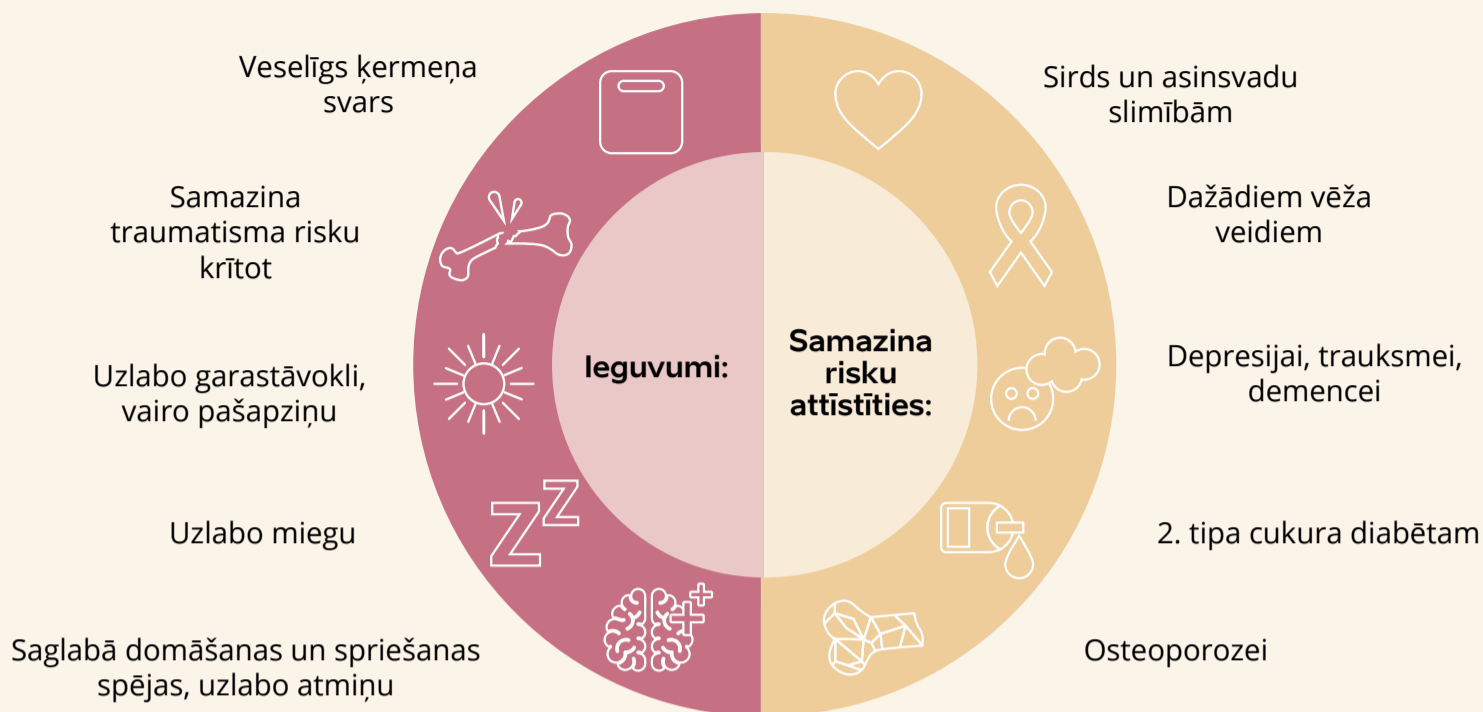 Veselīgs ķermeņa
svars
Samazina
traumatisma risku
krītot
Uzlabo garastāvokli,
vairo pašapziņu
Uzlabo miegu
Saglabā domāšanas un spriešanas
spējas, uzlabo atmiņu
Ieguvumi:
Samazina
risku
attīstīties:
Sirds un asinsvadu
slimībām
Dažādiem vēža
veidiem
Depresijai, trauksmei,
demencei
2. tipa cukura diabētam
Osteoporozei